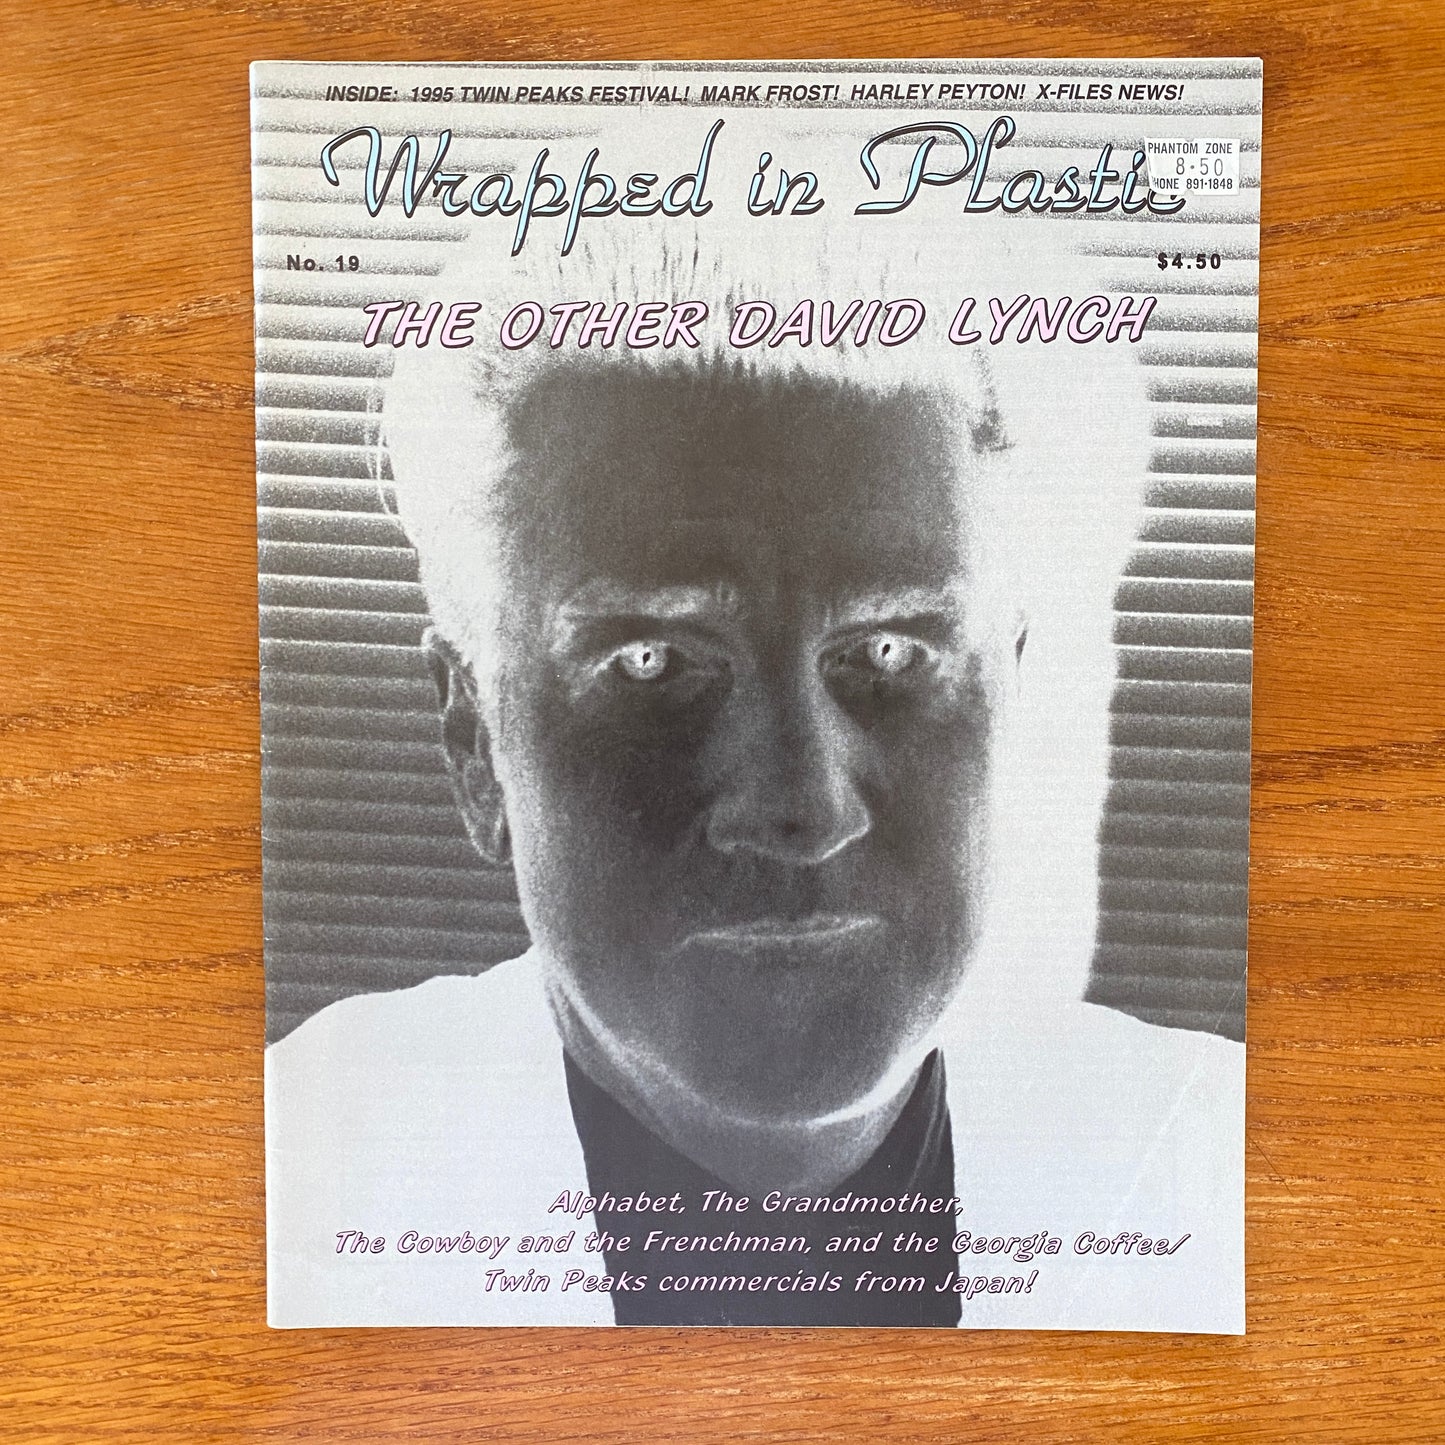 INSIDE: 1995 TWIN PEAKS FESTIVAL! MARK FROST! HARLEY PEYTON! X-FILES NEWS!
Wrapped in Plastic
PHANTOM ZONE
8·50
HONE 891·1848
No. 19
$4.50
THE OTHER DAVID LYNCH
Alphabet, The Grandmother,
The Cowboy and the Frenchman, and the Georgia Coffee/
Twin Peaks commercials from Japan!